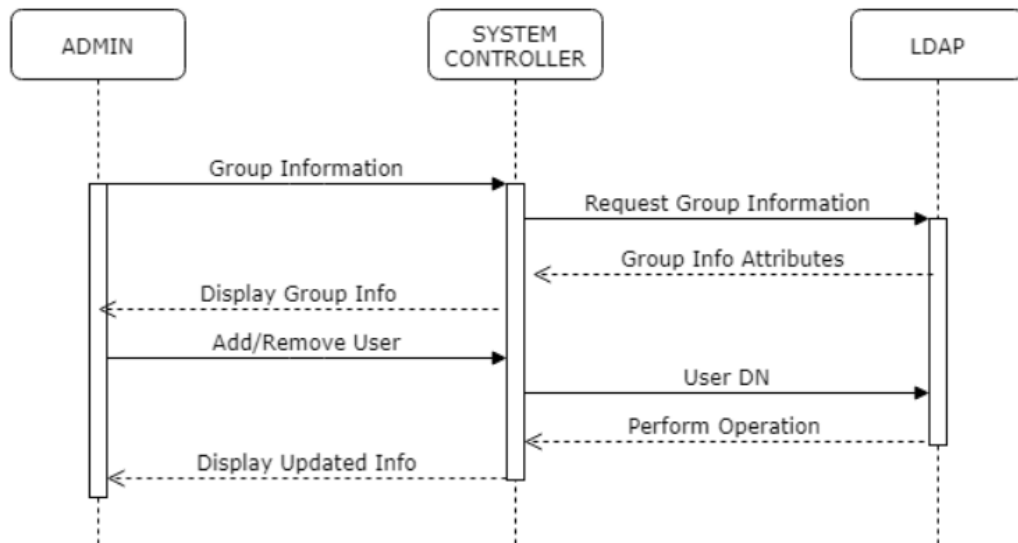 ADMIN
SYSTEM
CONTROLLER
LDAP
Group Information
Request Group Information
Group Info Attributes
Display Group Info
Add/Remove User
User DN
Perform Operation
Display Updated Info